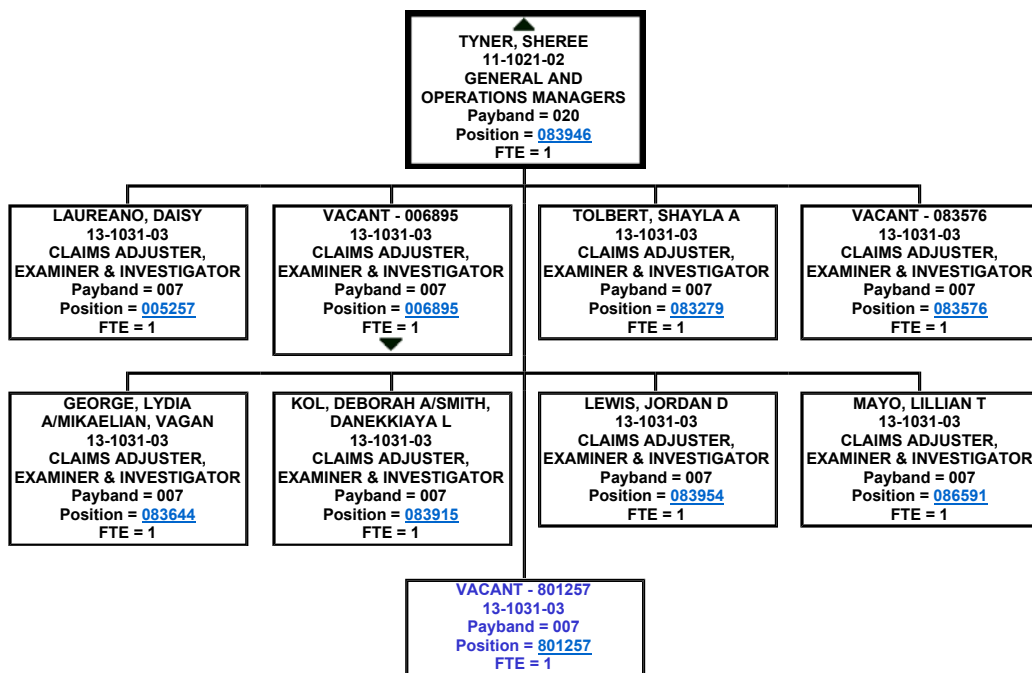 TYNER, SHEREE
11-1021-02
GENERAL AND
OPERATIONS MANAGERS
Payband = 020
Position = 083946
FTE = 1
LAUREANO, DAISY
13-1031-03
CLAIMS ADJUSTER,
EXAMINER & INVESTIGATOR
Payband = 007
Position = 005257
FTE = 1
VACANT - 006895
13-1031-03
CLAIMS ADJUSTER,
EXAMINER & INVESTIGATOR
Payband = 007
Position = 006895
FTE = 1
TOLBERT, SHAYLA A
13-1031-03
CLAIMS ADJUSTER,
EXAMINER & INVESTIGATOR
Payband = 007
Position = 083279
FTE = 1
VACANT - 083576
13-1031-03
CLAIMS ADJUSTER,
EXAMINER & INVESTIGATOR
Payband = 007
Position = 083576
FTE = 1
GEORGE, LYDIA
A/MIKAELIAN, VAGAN
13-1031-03
CLAIMS ADJUSTER,
EXAMINER & INVESTIGATOR
Payband = 007
Position = 083644
FTE = 1
KOL, DEBORAH A/SMITH,
DANEKKIAYA L
13-1031-03
CLAIMS ADJUSTER,
EXAMINER & INVESTIGATOR
Payband = 007
Position = 083915
FTE = 1
LEWIS, JORDAN D
13-1031-03
CLAIMS ADJUSTER,
EXAMINER & INVESTIGATOR
Payband = 007
Position = 083954
FTE = 1
MAYO, LILLIAN T
13-1031-03
CLAIMS ADJUSTER,
EXAMINER & INVESTIGATOR
Payband = 007
Position = 086591
FTE = 1
VACANT - 801257
13-1031-03
Payband = 007
Position = 801257
FTE = 1